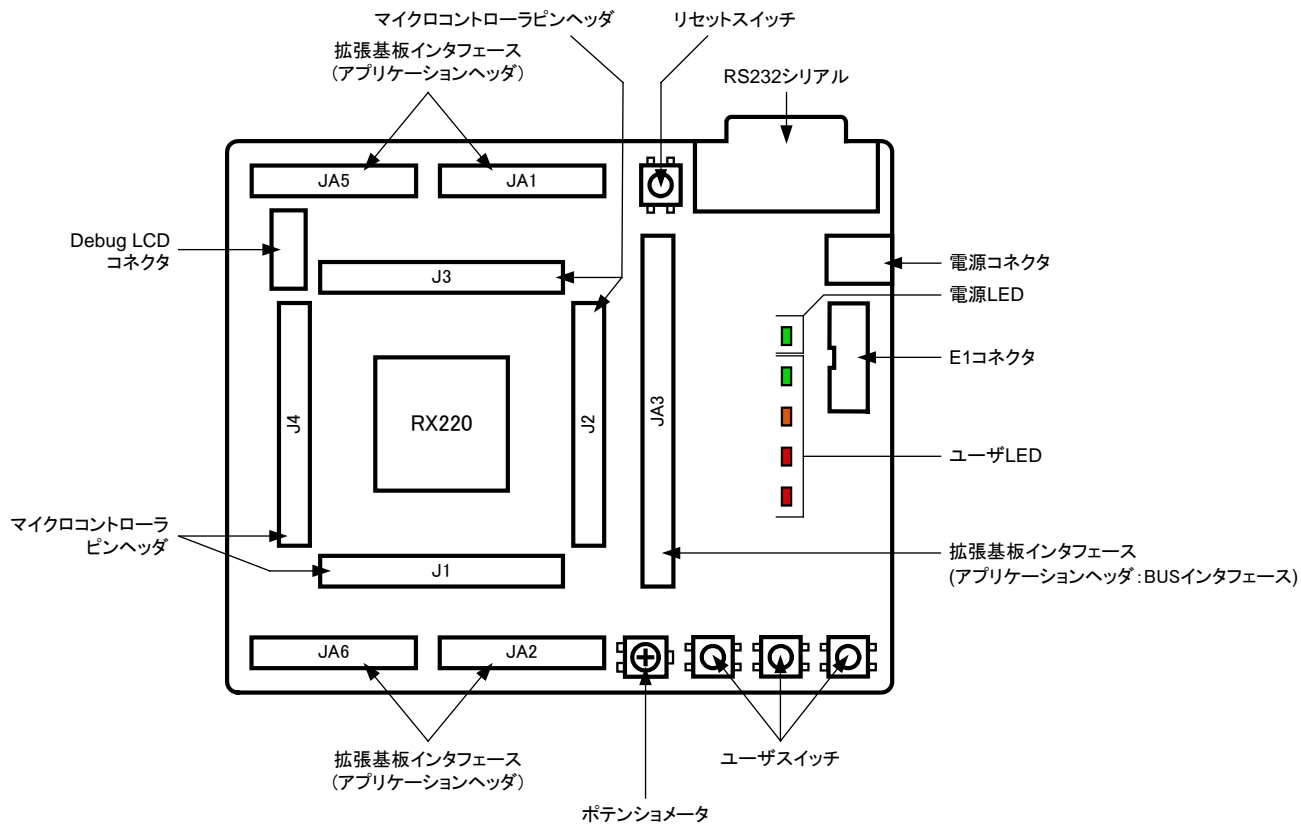 マイクロコントローラピンヘッダ
リセットスイッチ
拡張基板インタフェース
（アプリケーションヘッダ）
RS232シリアル
JA5
JA1
Debug LCD
コネクタ
J3
電源コネクタ
電源LED
E1コネクタ
J4
RX220
J2
JA3
ユーザLED
マイクロコントローラ
ピンヘッダ
J1
拡張基板インタフェース
(アプリケーションヘッダ：BUSインタフェース)
JA6
JA2
拡張基板インタフェース
（アプリケーションヘッダ）
ユーザスイッチ
ポテンショメータ